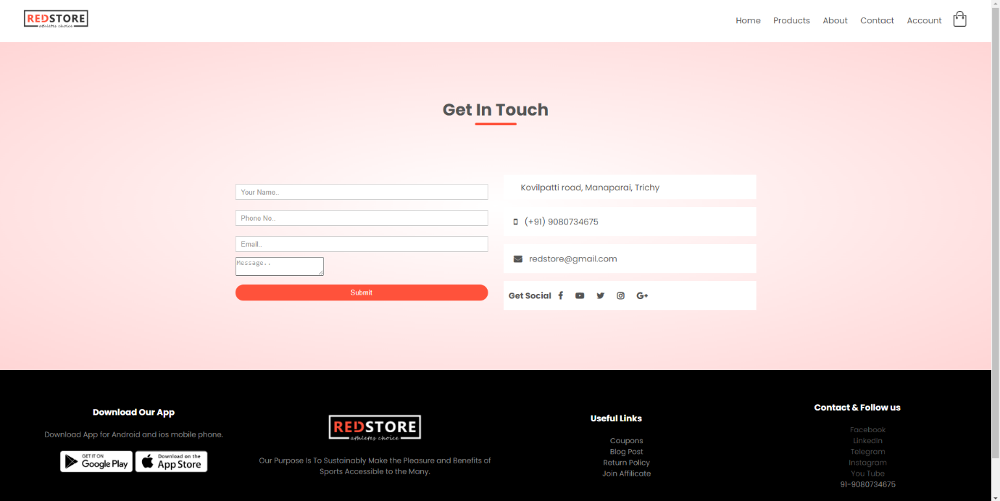 REDSTORE
athletes choice
Home Products About Contact Account
Get In Touch
Your Name..
Phone No..
Email..
Message..
Submit
Kovilpatti road, Manaparai, Trichy
(+91) 9080734675
redstore@gmail.com
Get Social
Download Our App
Download App for Android and ios mobile phone.
GET IT ON
Google Play
Download on the
App Store
REDSTORE
athletes choice
Our Purpose Is To Sustainably Make the Pleasure and Benefits of
Sports Accessible to the Many.
Useful Links
Coupons
Blog Post
Return Policy
Join Affilicate
Contact & Follow us
Facebook
LinkedIn
Telegram
Instagram
You Tube
91-9080734675